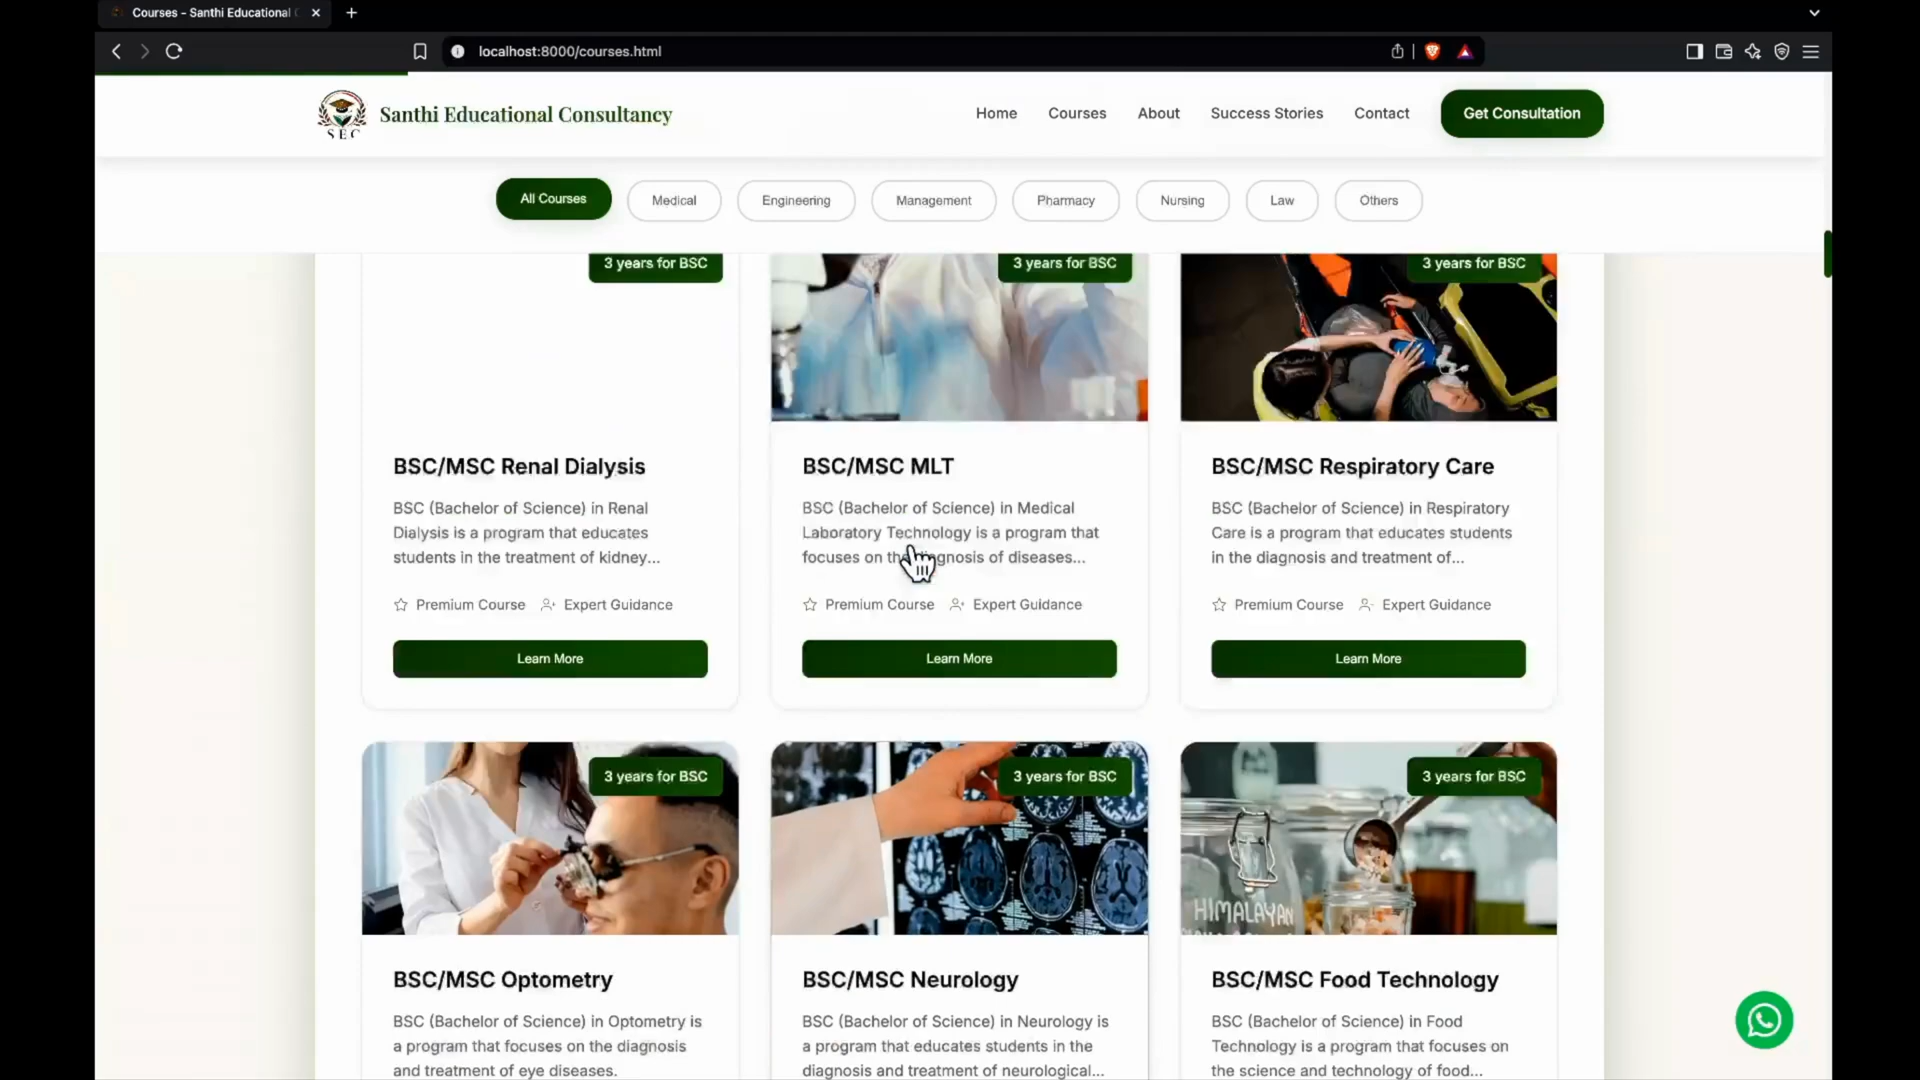 Courses - Santhi Educational
localhost:8000/courses.html
SEC
Santhi Educational Consultancy
Home
Courses
About
Success Stories
Contact
Get Consultation
All Courses
Medical
Engineering
Management
Pharmacy
Nursing
Law
Others
3 years for BSC
3 years for BSC
3 years for BSC
BSC/MSC Renal Dialysis
BSC (Bachelor of Science) in Renal
Dialysis is a program that educates
students in the treatment of kidney...
Premium Course
Expert Guidance
Learn More
BSC/MSC MLT
BSC (Bachelor of Science) in Medical
Laboratory Technology is a program that
focuses on the diagnosis of diseases...
Premium Course
Expert Guidance
Learn More
BSC/MSC Respiratory Care
BSC (Bachelor of Science) in Respiratory
Care is a program that educates students
in the diagnosis and treatment of...
Premium Course
Expert Guidance
Learn More
3 years for BSC
3 years for BSC
3 years for BSC
HIMALAYAN
BSC/MSC Optometry
BSC (Bachelor of Science) in Optometry is
a program that focuses on the diagnosis
and treatment of eye diseases.
BSC/MSC Neurology
BSC (Bachelor of Science) in Neurology is
a program that educates students in the
diagnosis and treatment of neurological...
BSC/MSC Food Technology
BSC (Bachelor of Science) in Food
Technology is a program that focuses on
the science and technology of food...